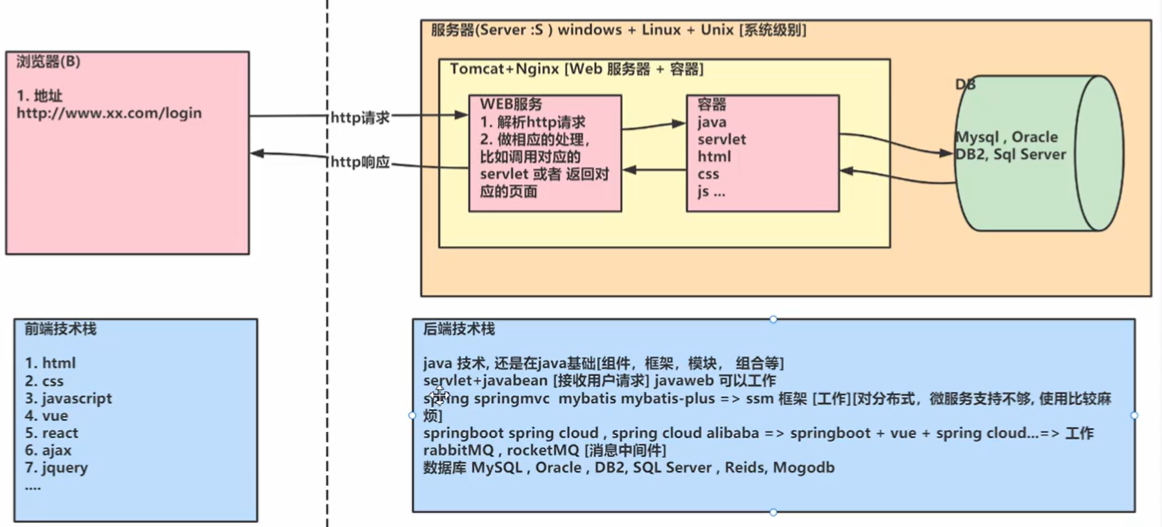 浏览器(B)
1. 地址
http://www.xx.com/login
http请求
http响应
服务器(Server :S ) windows + Linux + Unix [系统级别]
Tomcat+Nginx [Web 服务器 + 容器]
WEB服务
1. 解析http请求
2. 做相应的处理，
比如调用对应的
servlet 或者 返回对
应的页面
容器
java
servlet
html
css
js ...
DB
Mysql , Oracle
DB2, Sql Server
前端技术栈
1. html
2. css
3. javascript
4. vue
5. react
6. ajax
7. jquery
....
后端技术栈
java 技术, 还是在java基础[组件，框架，模块， 组合等]
servlet+javabean [接收用户请求] javaweb 可以工作
spring springmvc mybatis mybatis-plus => ssm 框架 [工作][对分布式，微服务支持不够, 使用比较麻
烦]
springboot spring cloud , spring cloud alibaba => springboot + vue + spring cloud...=> 工作
rabbitMQ , rocketMQ [消息中间件]
数据库 MySQL , Oracle , DB2, SQL Server , Reids, Mogodb